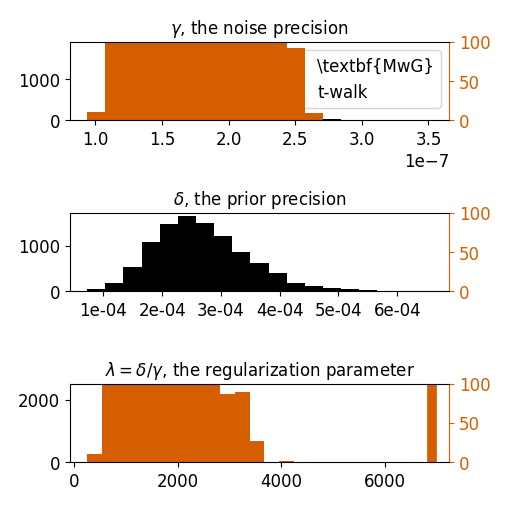 γ, the noise precision
1000
0
100
50
0
\textbf{MwG}
t-walk
1.0 1.5 2.0 2.5 3.0 3.5
1e−7
δ, the prior precision
1000
0
100
50
0
1e-04 2e-04 3e-04 4e-04 5e-04 6e-04
λ = δ/γ, the regularization parameter
2000
0
100
50
0
0 2000 4000 6000